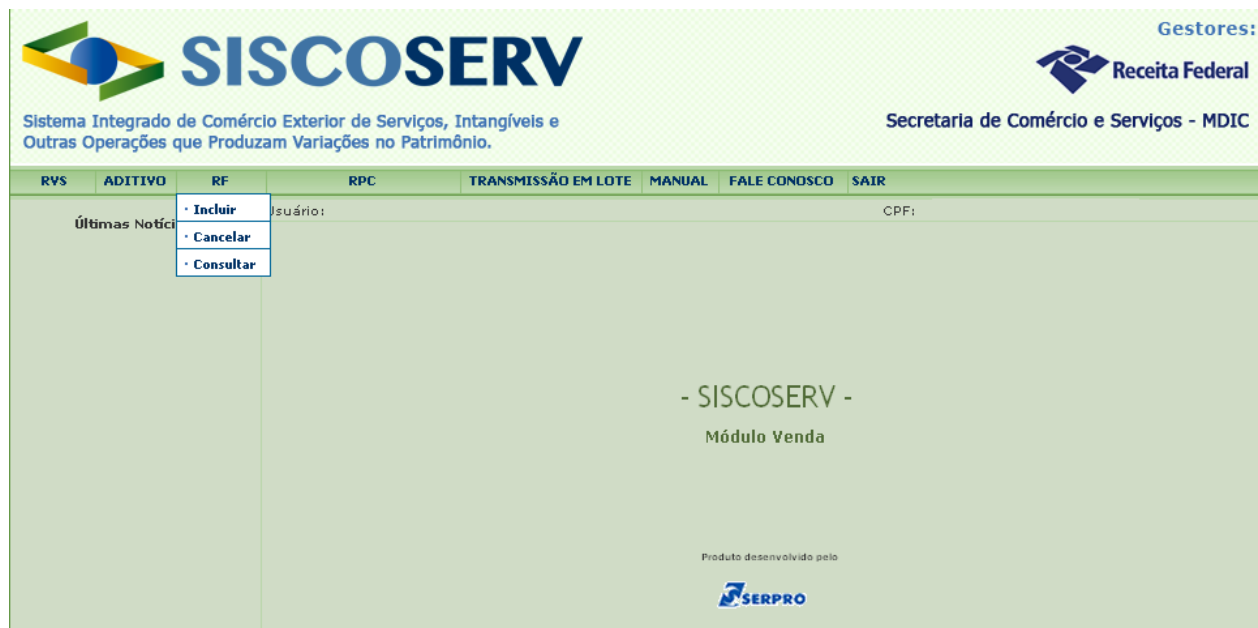 SISCOSERV
Gestores:
Receita Federal
Sistema Integrado de Comércio Exterior de Serviços, Intangíveis e
Outras Operações que Produzam Variações no Patrimônio.
Secretaria de Comércio e Serviços - MDIC
RVS ADITIVO RF RPC TRANSMISSÃO EM LOTE MANUAL FALE CONOSCO SAIR
· Incluir
· Cancelar
· Consultar
Últimas Notíci
Usuário:
CPF:
- SISCOSERV -
Módulo Venda
Produto desenvolvido pelo
SERPRO